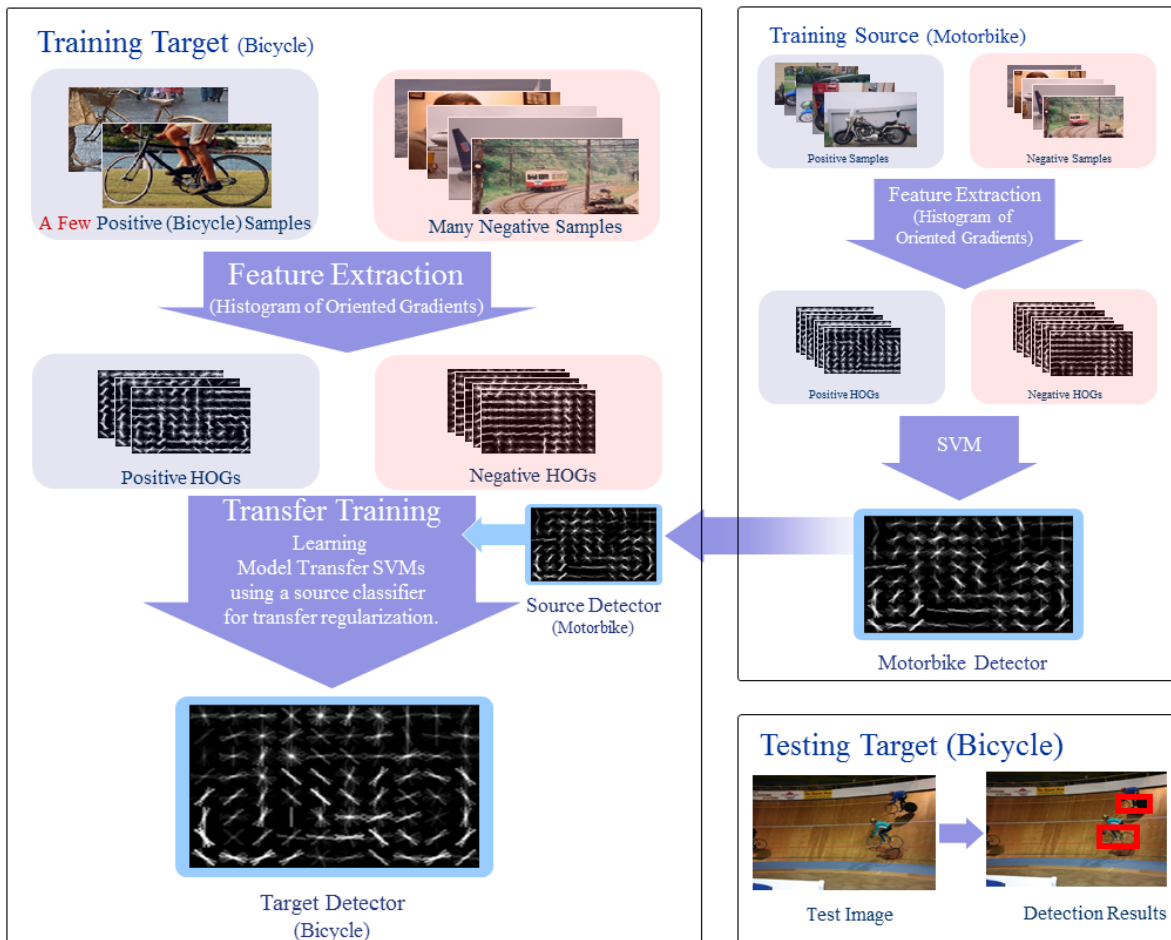 Training Target (Bicycle)
A Few Positive (Bicycle) Samples
Many Negative Samples
Feature Extraction
(Histogram of Oriented Gradients)
Positive HOGs
Negative HOGs
Transfer Training
Learning
Model Transfer SVMs
using a source classifier
for transfer regularization.
Source Detector
(Motorbike)
Target Detector
(Bicycle)
Training Source (Motorbike)
Positive Samples
Negative Samples
Feature Extraction
(Histogram of
Oriented Gradients)
Positive HOGs
Negative HOGs
SVM
Motorbike Detector
Testing Target (Bicycle)
Test Image
Detection Results